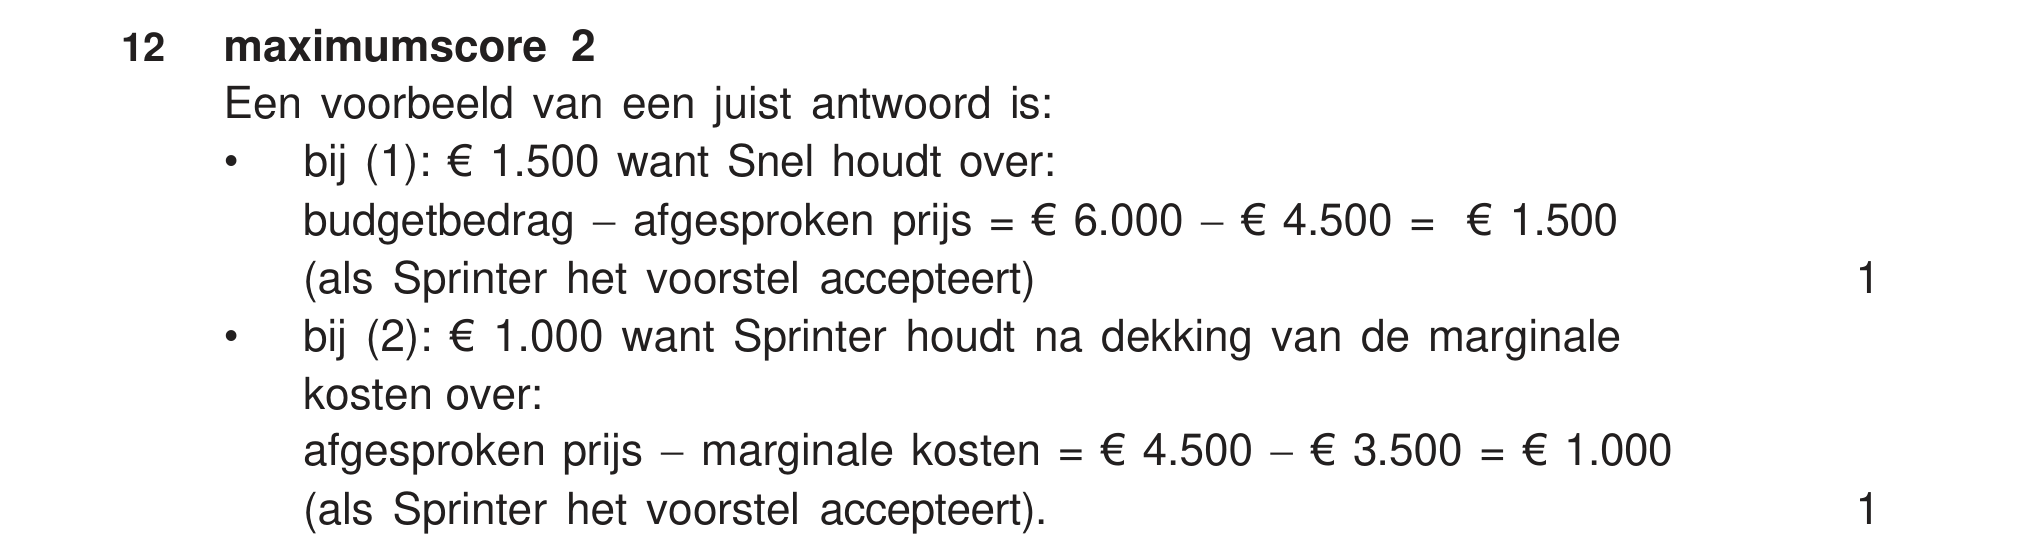 12 maximumscore 2
Een voorbeeld van een juist antwoord is:
• bij (1): € 1.500 want Snel houdt over:
budgetbedrag – afgesproken prijs = € 6.000 – € 4.500 = € 1.500
(als Sprinter het voorstel accepteert) 1
• bij (2): € 1.000 want Sprinter houdt na dekking van de marginale
kosten over:
afgesproken prijs – marginale kosten = € 4.500 – € 3.500 = € 1.000
(als Sprinter het voorstel accepteert). 1